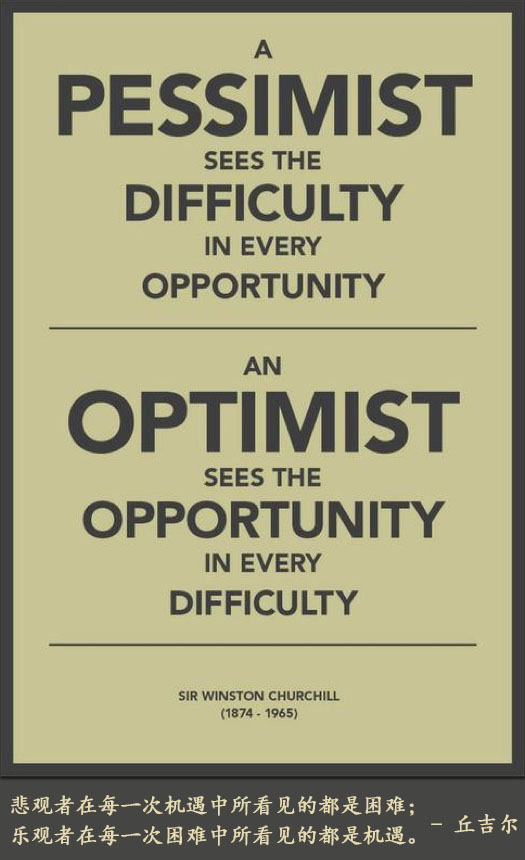 A
PESSIMIST
SEES THE
DIFFICULTY
IN EVERY
OPPORTUNITY
AN
OPTIMIST
SEES THE
OPPORTUNITY
IN EVERY
DIFFICULTY
SIR WINSTON CHURCHILL
(1874 - 1965)
悲观者在每一次机遇中所看见的都是困难；
乐观者在每一次困难中所看见的都是机遇。 – 丘吉尔